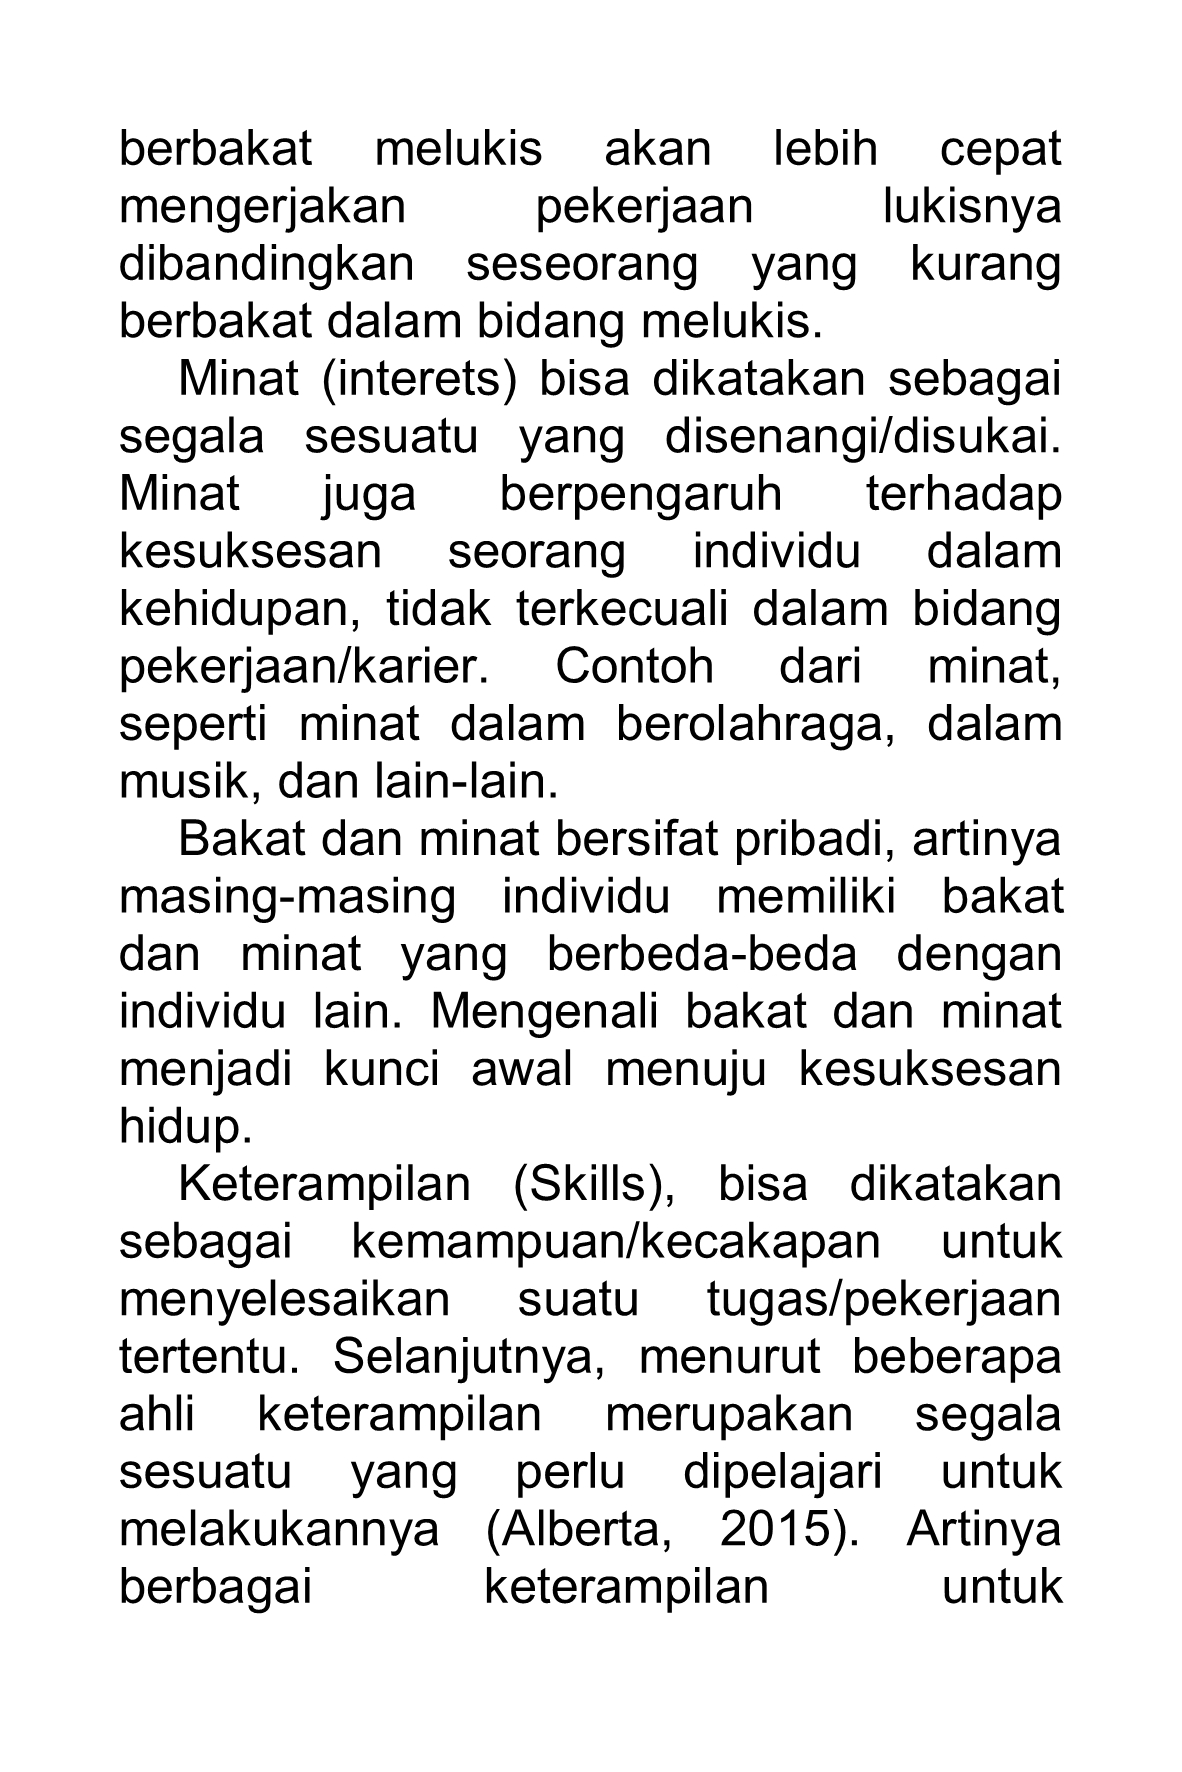 berbakat melukis akan lebih cepat
mengerjakan pekerjaan lukisnya
dibandingkan seseorang yang kurang
berbakat dalam bidang melukis.
Minat (interets) bisa dikatakan sebagai
segala sesuatu yang disenangi/disukai.
Minat juga berpengaruh terhadap
kesuksesan seorang individu dalam
kehidupan, tidak terkecuali dalam bidang
pekerjaan/karier. Contoh dari minat,
seperti minat dalam berolahraga, dalam
musik, dan lain-lain.
Bakat dan minat bersifat pribadi, artinya
masing-masing individu memiliki bakat
dan minat yang berbeda-beda dengan
individu lain. Mengenali bakat dan minat
menjadi kunci awal menuju kesuksesan
hidup.
Keterampilan (Skills), bisa dikatakan
sebagai kemampuan/kecakapan untuk
menyelesaikan suatu tugas/pekerjaan
tertentu. Selanjutnya, menurut beberapa
ahli keterampilan merupakan segala
sesuatu yang perlu dipelajari untuk
melakukannya (Alberta, 2015). Artinya
berbagai keterampilan untuk